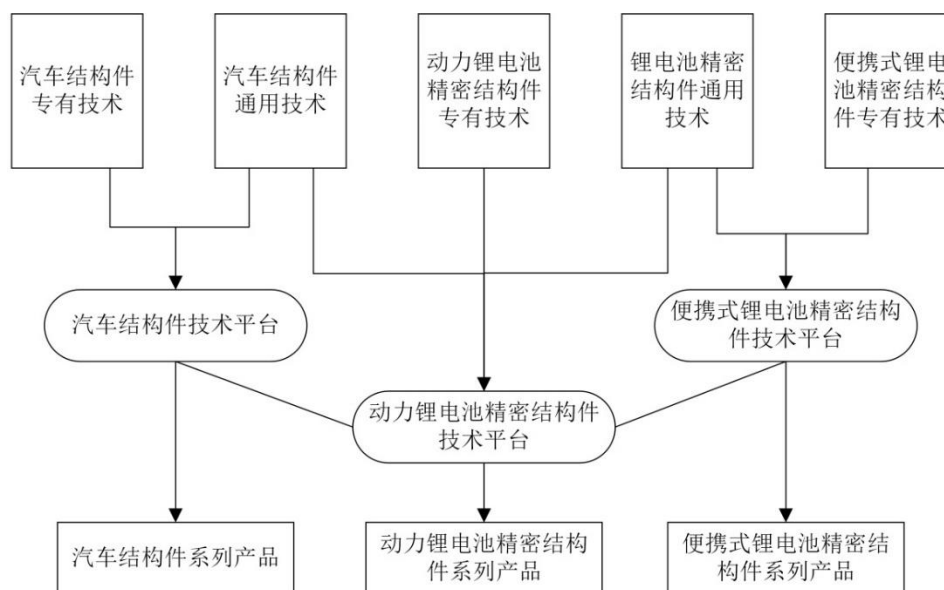 汽车结构件
专有技术
汽车结构件
通用技术
动力锂电池
精密结构件
专有技术
锂电池精密
结构件通用
技术
便携式锂电
池精密结构
件专有技术
汽车结构件技术平台
便携式锂电池精密结构
件技术平台
动力锂电池精密结构件
技术平台
汽车结构件系列产品
动力锂电池精密结构
件系列产品
便携式锂电池精密结
构件系列产品